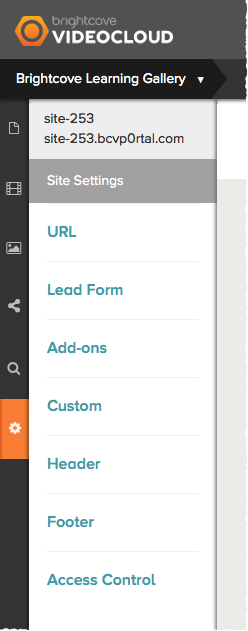 brightcove
VIDEOCLOUD
Brightcove Learning Gallery
site-253
site-253.bcvp0rtal.com
Site Settings
URL
Lead Form
Add-ons
Custom
Header
Footer
Access Control